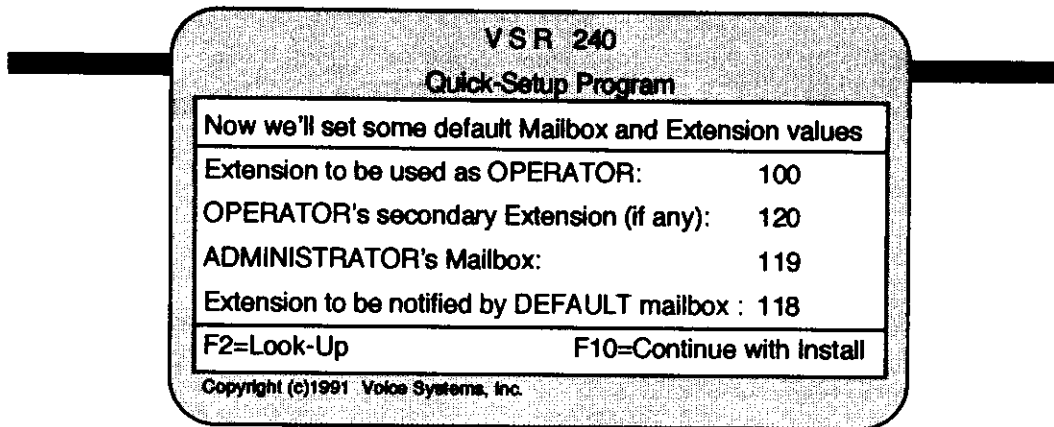 VSR 240
Quick-Setup Program
Now we'll set some default Mailbox and Extension values
Extension to be used as OPERATOR: 100
OPERATOR's secondary Extension (if any): 120
ADMINISTRATOR's Mailbox: 119
Extension to be notified by DEFAULT mailbox : 118
F2=Look-Up F10=Continue with Install
Copyright (c)1991 Voice Systems, Inc.